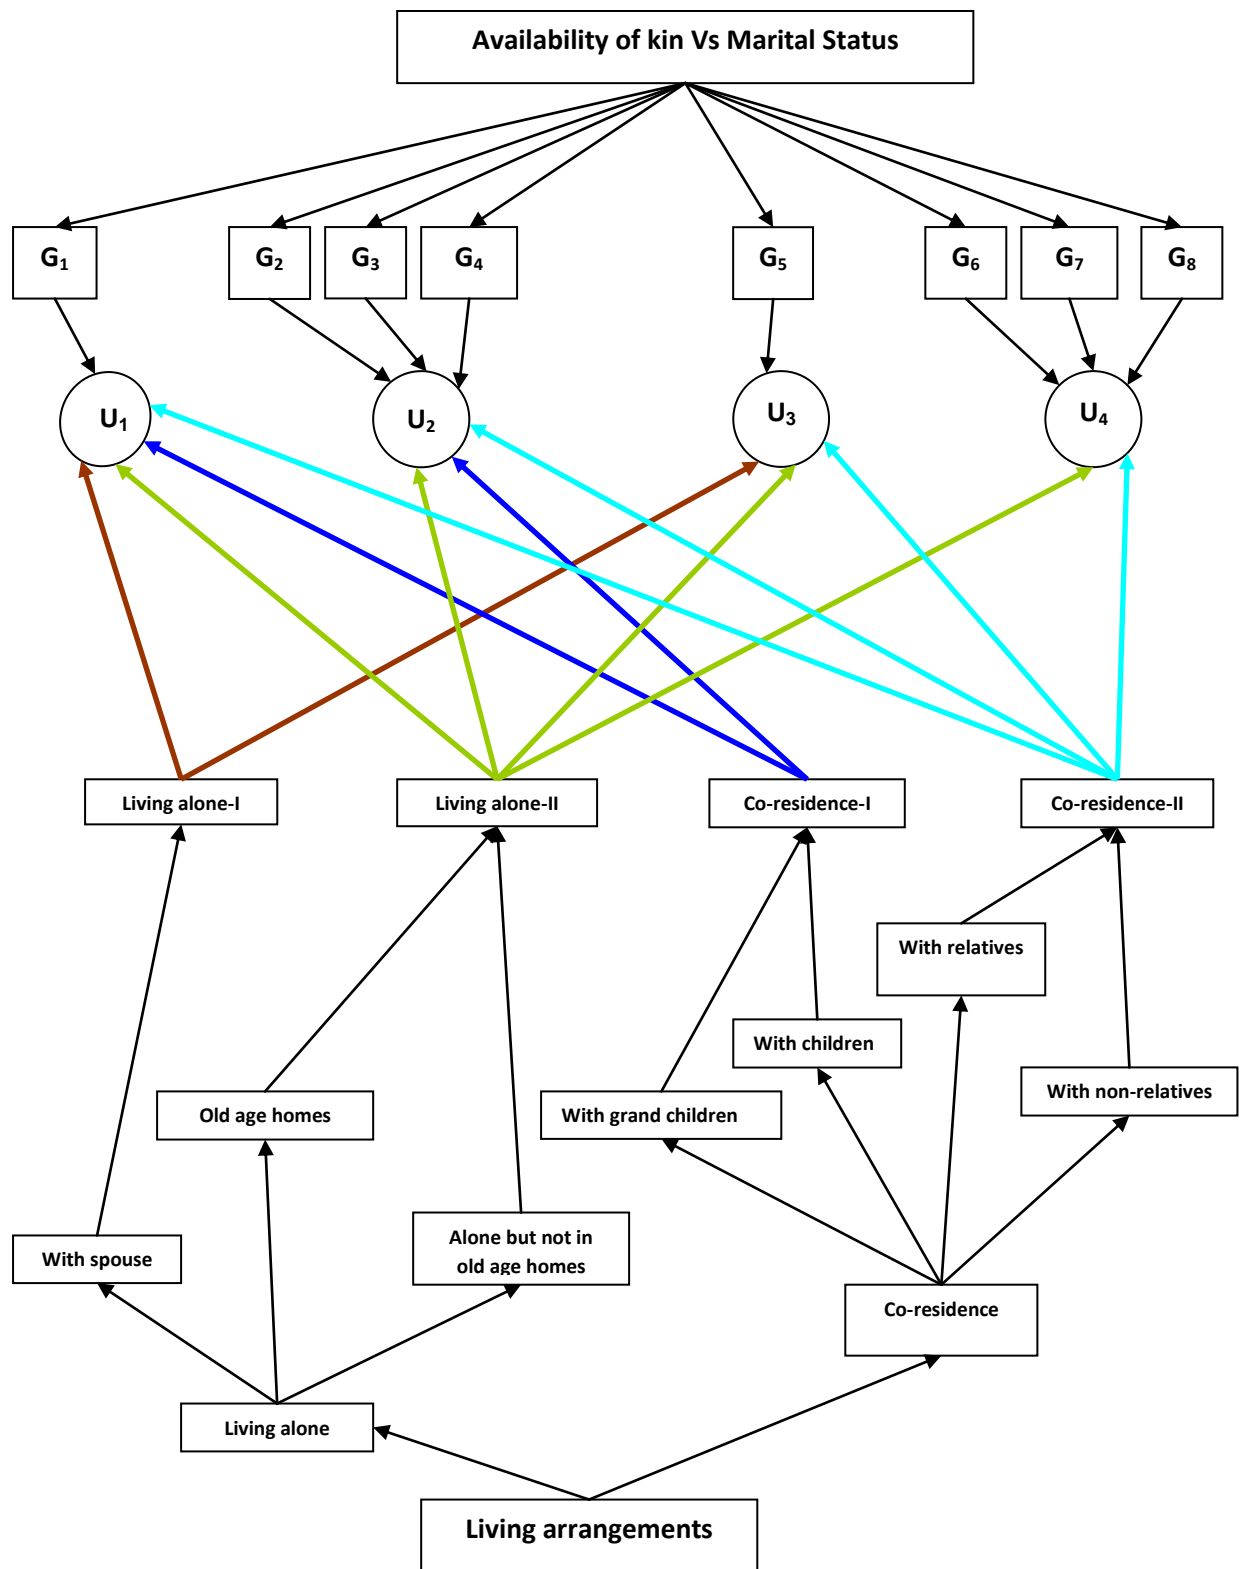 Availability of kin Vs Marital Status
G₁
G₂
G₃
G₄
G₅
G₆
G₇
G₈
U₁
U₂
U₃
U₄
Living alone-I
Living alone-II
Co-residence-I
Co-residence-II
With relatives
With children
With non-relatives
Old age homes
With grand children
With spouse
Alone but not in
old age homes
Co-residence
Living alone
Living arrangements